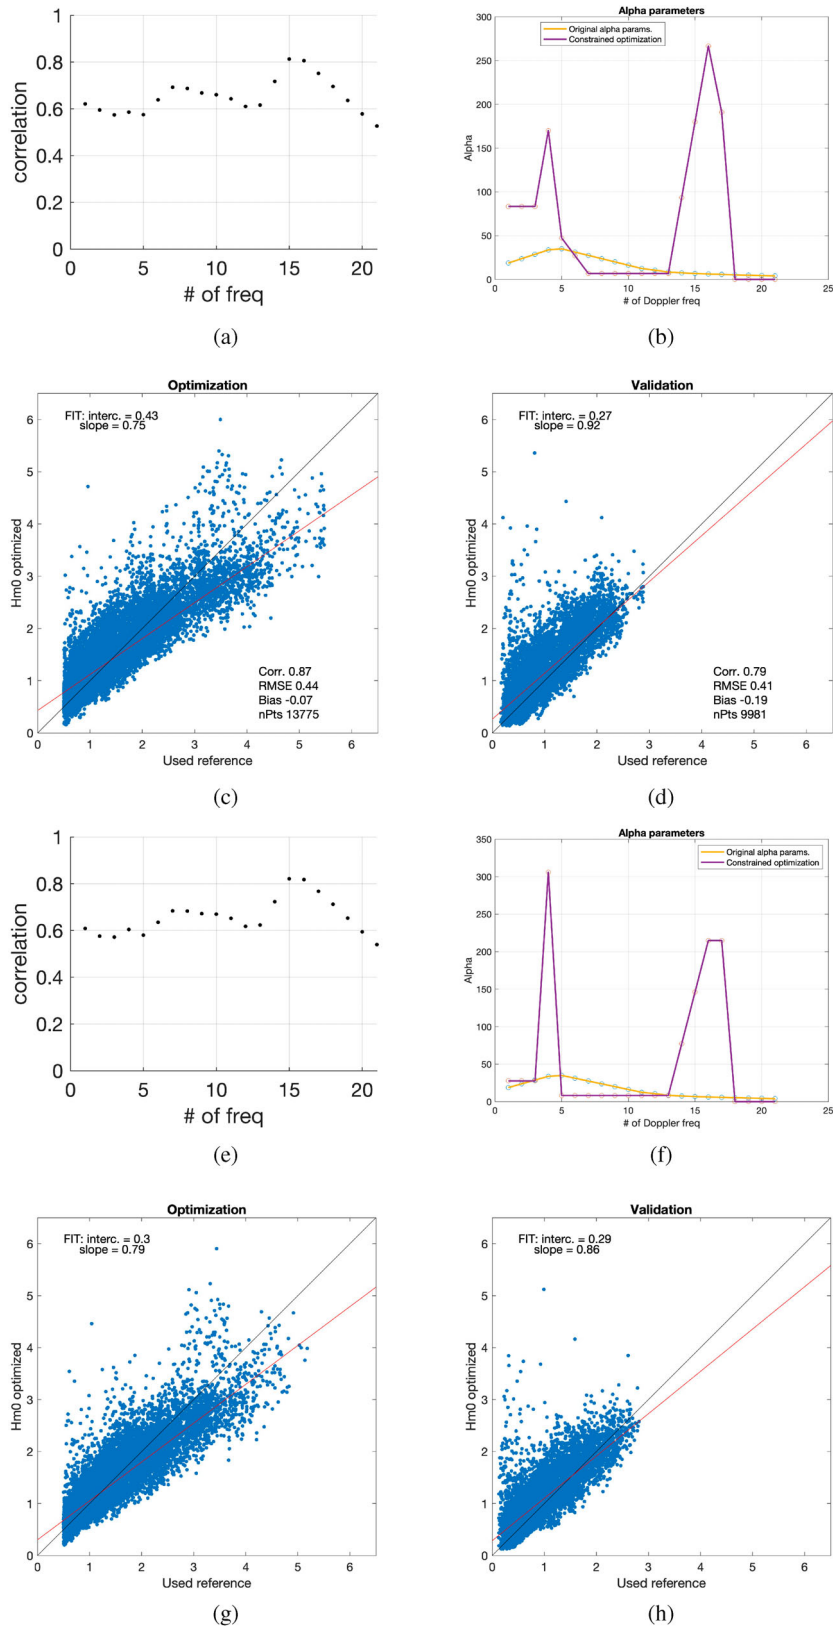 1
0.8
0.6
0.4
0.2
0
correlation
0 5 10 15 20
# of freq
(a)
Alpha parameters
Original alpha params.
Constrained optimization
300
250
200
150
100
50
0
Alpha
0 5 10 15 20 25
# of Doppler freq
(b)
Optimization
FIT: interc. = 0.43
slope = 0.75
6
5
4
3
2
1
0
Hm0 optimized
Corr. 0.87
RMSE 0.44
Bias -0.07
nPts 13775
0 1 2 3 4 5 6
Used reference
(c)
Validation
FIT: interc. = 0.27
slope = 0.92
6
5
4
3
2
1
0
Hm0 optimized
Corr. 0.79
RMSE 0.41
Bias -0.19
nPts 9981
0 1 2 3 4 5 6
Used reference
(d)
1
0.8
0.6
0.4
0.2
0
correlation
0 5 10 15 20
# of freq
(e)
Alpha parameters
Original alpha params.
Constrained optimization
350
300
250
200
150
100
50
0
Alpha
0 5 10 15 20 25
# of Doppler freq
(f)
Optimization
FIT: interc. = 0.3
slope = 0.79
6
5
4
3
2
1
0
Hm0 optimized
0 1 2 3 4 5 6
Used reference
(g)
Validation
FIT: interc. = 0.29
slope = 0.86
6
5
4
3
2
1
0
Hm0 optimized
0 1 2 3 4 5 6
Used reference
(h)